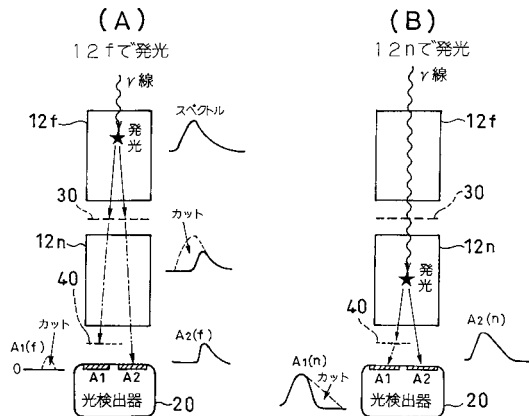 (A)
12fで発光
γ線
12f
発光
スペクトル
30
カット
12n
40
カット
A1(f)
0
A2(f)
A1
A2
光検出器
20
(B)
12nで発光
γ線
12f
30
12n
発光
40
A2(n)
A1(n)
カット
A1
A2
光検出器
20